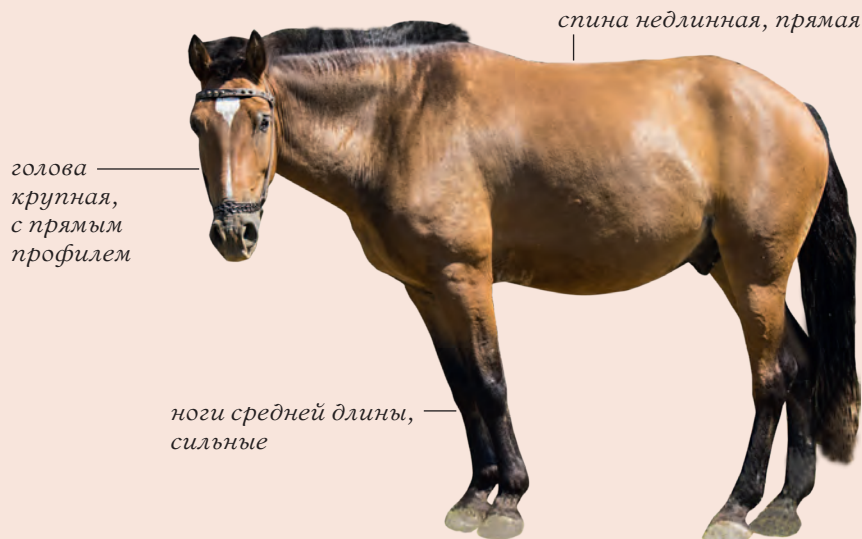 спина недлинная, прямая
голова
крупная,
с прямым
профилем
ноги средней длины,
сильные